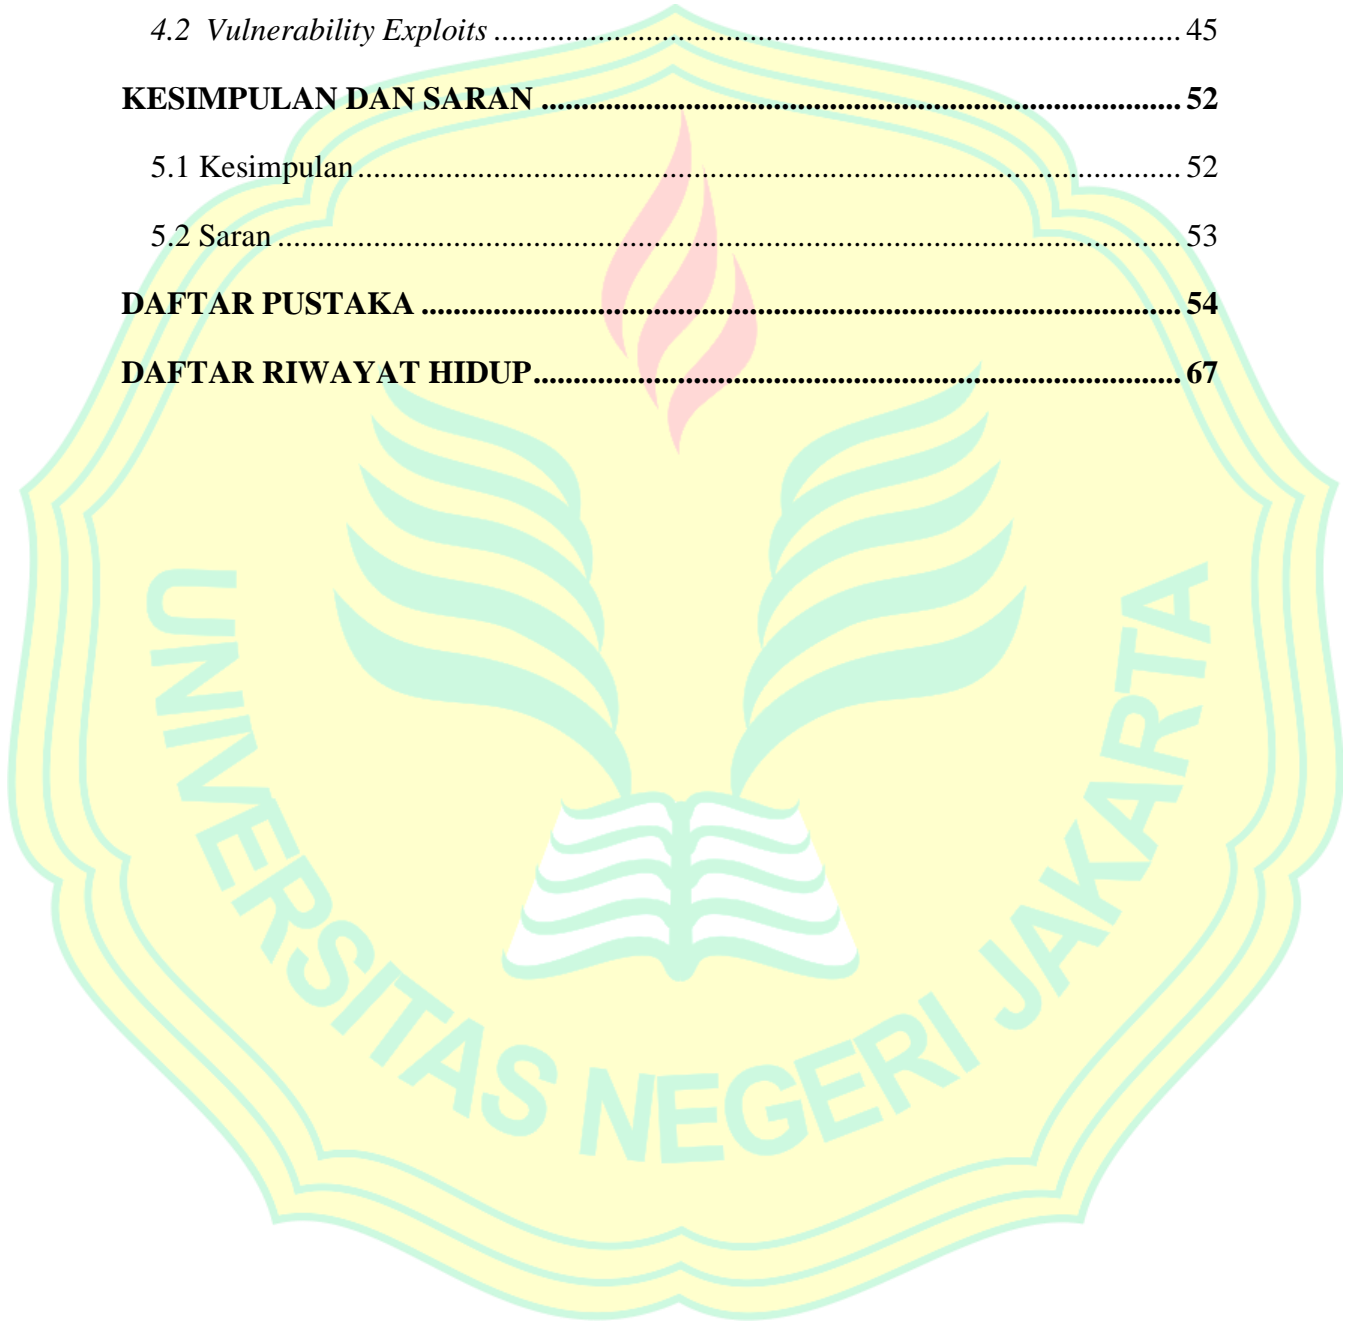 4.2 Vulnerability Exploits ........................................................................................ 45
KESIMPULAN DAN SARAN .................................................................................. 52
5.1 Kesimpulan ......................................................................................................... 52
5.2 Saran .................................................................................................................... 53
DAFTAR PUSTAKA ................................................................................................. 54
DAFTAR RIWAYAT HIDUP ................................................................................... 67
UNIVERSITAS NEGERI JAKARTA